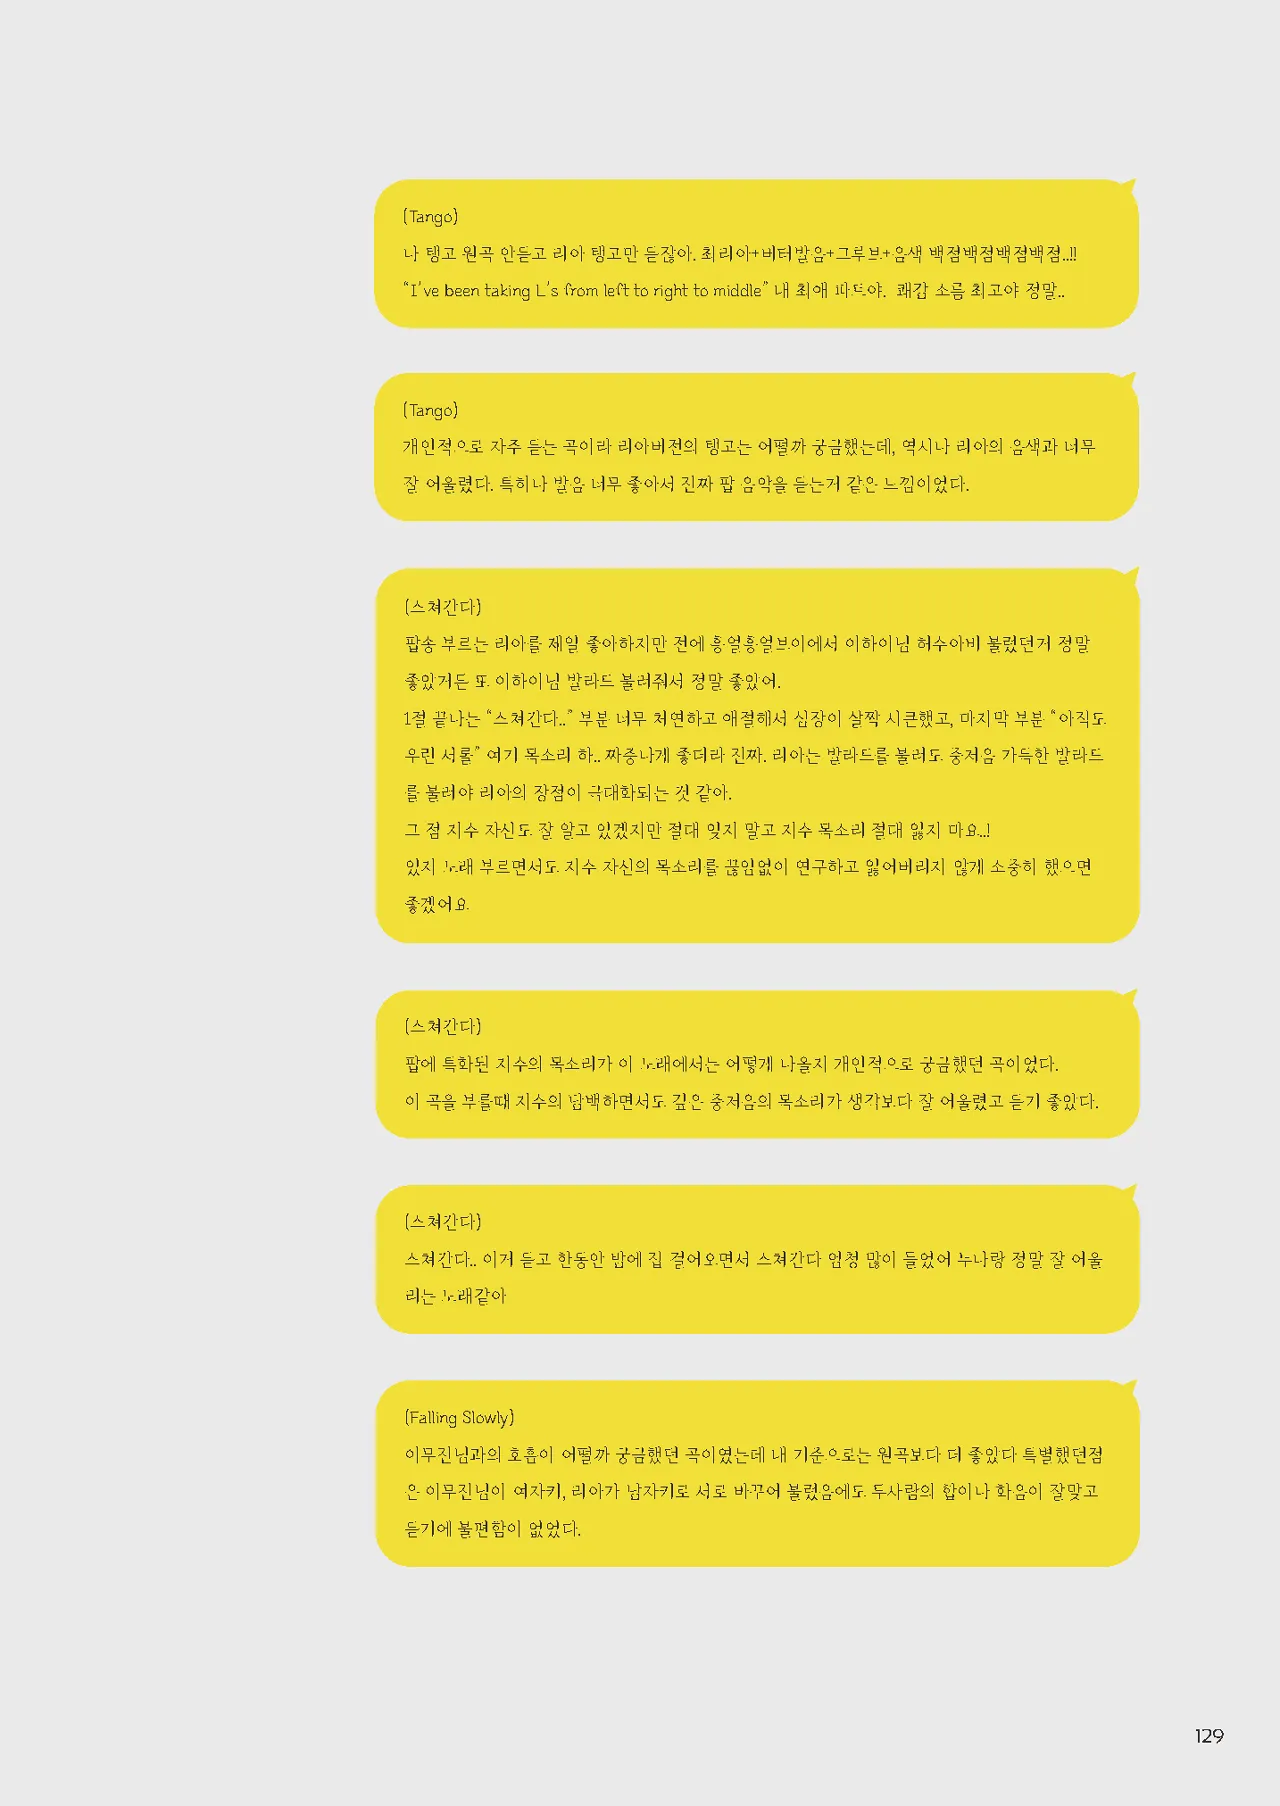 (Tango)
나 탱고 원곡 안듣고 리아 탱고만 듣잖아. 최리아+버터발음+그루브+음색 백점백점백점백점..!!
“I've been taking L's from left to right to middle” 내 최애 파트야. 쾌감 소름 최고야 정말..
(Tango)
개인적으로 자주 듣는 곡이라 리아버전의 탱고는 어떨까 궁금했는데, 역시나 리아의 음색과 너무
잘 어울렸다. 특히나 발음 너무 좋아서 진짜 팝 음악을 듣는거 같은 느낌이었다.
(스쳐간다)
팝송 부르는 리아를 제일 좋아하지만 전에 흥얼흥얼브이에서 이하이님 허수아비 불렀던거 정말
좋았거든 또 이하이님 발라드 불러줘서 정말 좋았어.
1절 끝나는 “스쳐간다..” 부분 너무 처연하고 애절해서 심장이 살짝 시큰했고, 마지막 부분 “아직도
우린 서롤” 여기 목소리 하.. 짜증나게 좋더라 진짜. 리아는 발라드를 불러도 중저음 가득한 발라드
를 불러야 리아의 장점이 극대화되는 것 같아.
그 점 지수 자신도 잘 알고 있겠지만 절대 잊지 말고 지수 목소리 절대 잃지 마요..!
있지 노래 부르면서도 지수 자신의 목소리를 끊임없이 연구하고 잃어버리지 않게 소중히 했으면
좋겠어요
(스쳐간다)
팝에 특화된 지수의 목소리가 이 노래에서는 어떻게 나올지 개인적으로 궁금했던 곡이었다.
이 곡을 부를때 지수의 담백하면서도 깊은 중저음의 목소리가 생각보다 잘 어울렸고 듣기 좋았다.
(스쳐간다)
스쳐간다.. 이거 듣고 한동안 밤에 집 걸어오면서 스쳐간다 엄청 많이 들었어 누나랑 정말 잘 어울
리는 노래같아
(Falling Slowly)
이무진님과의 호흡이 어떨까 궁금했던 곡이였는데 내 기준으로는 원곡보다 더 좋았다 특별했던점
은 이무진님이 여자키, 리아가 남자키로 서로 바꾸어 불렀음에도 두사람의 합이나 화음이 잘맞고
듣기에 불편함이 없었다.
129